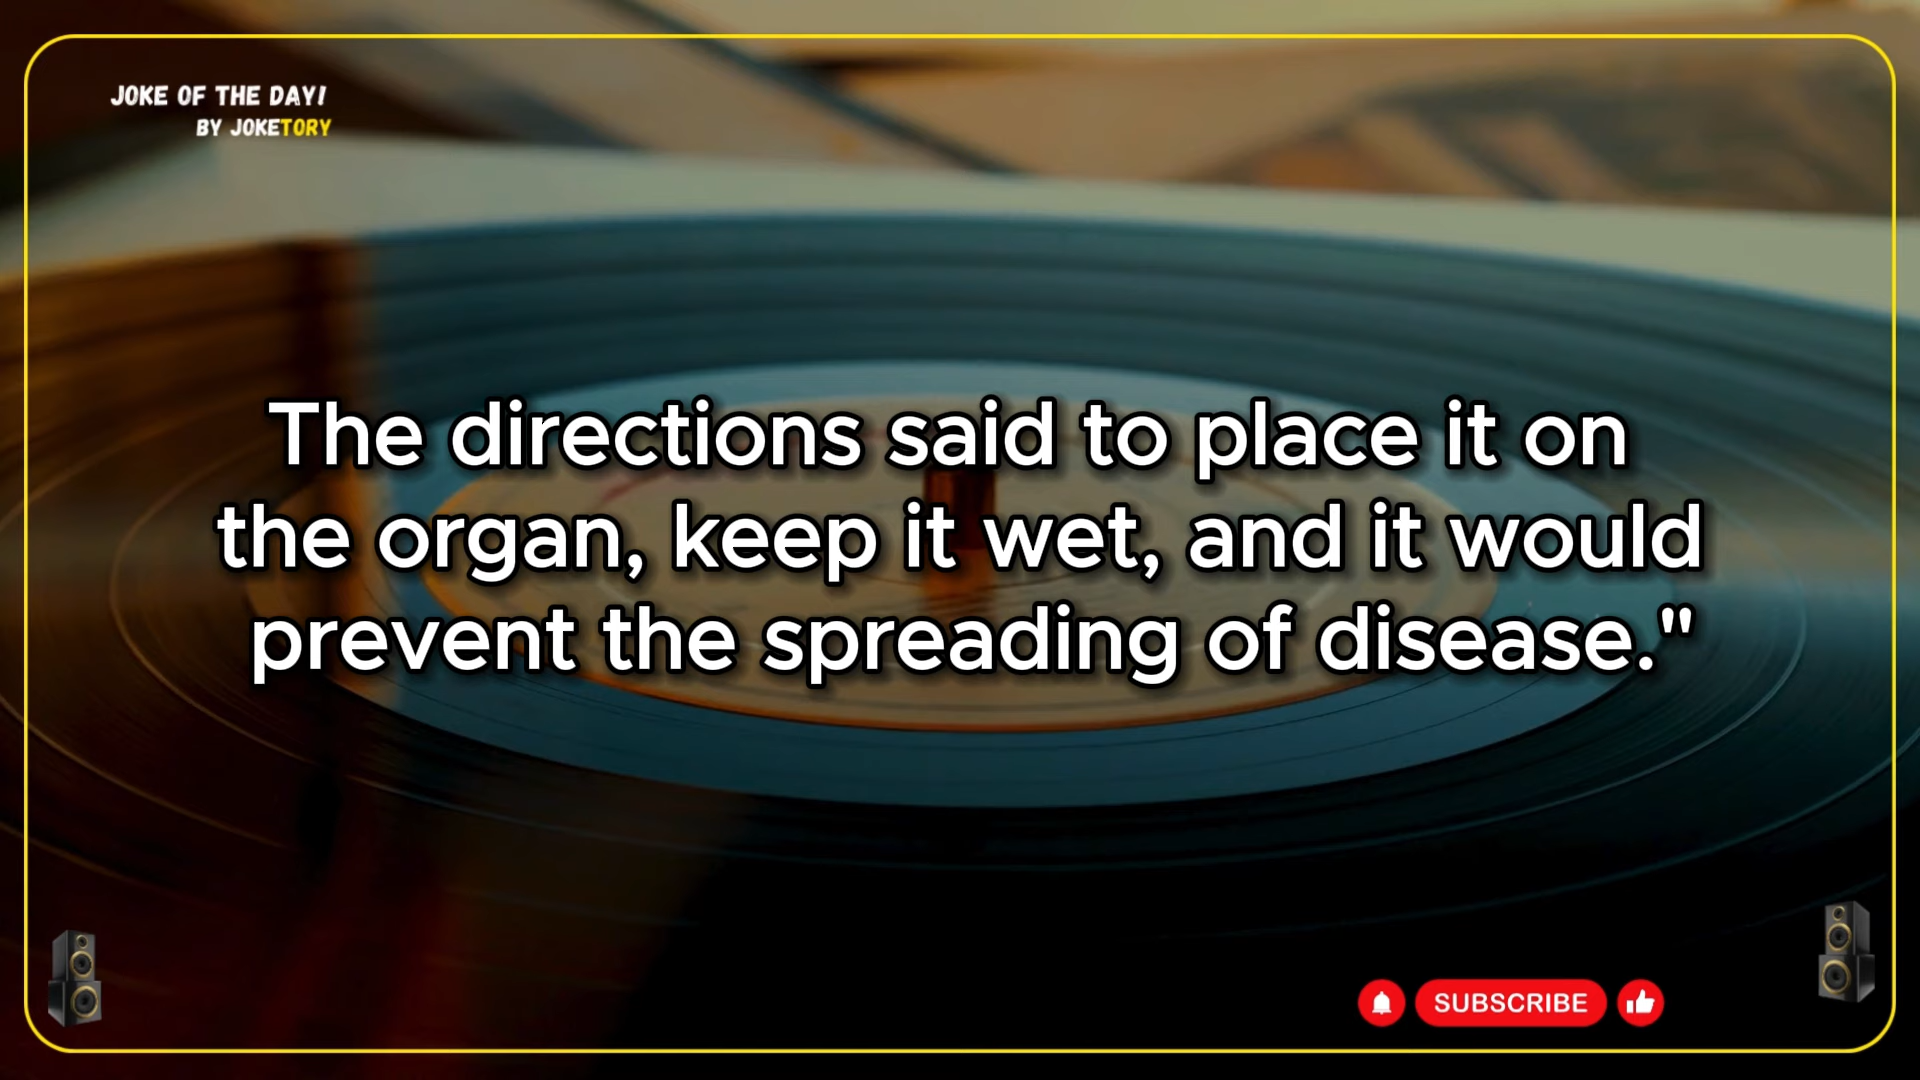 JOKE OF THE DAY!
BY JOKETORY
The directions said to place it on
the organ, keep it wet, and it would
prevent the spreading of disease."
SUBSCRIBE